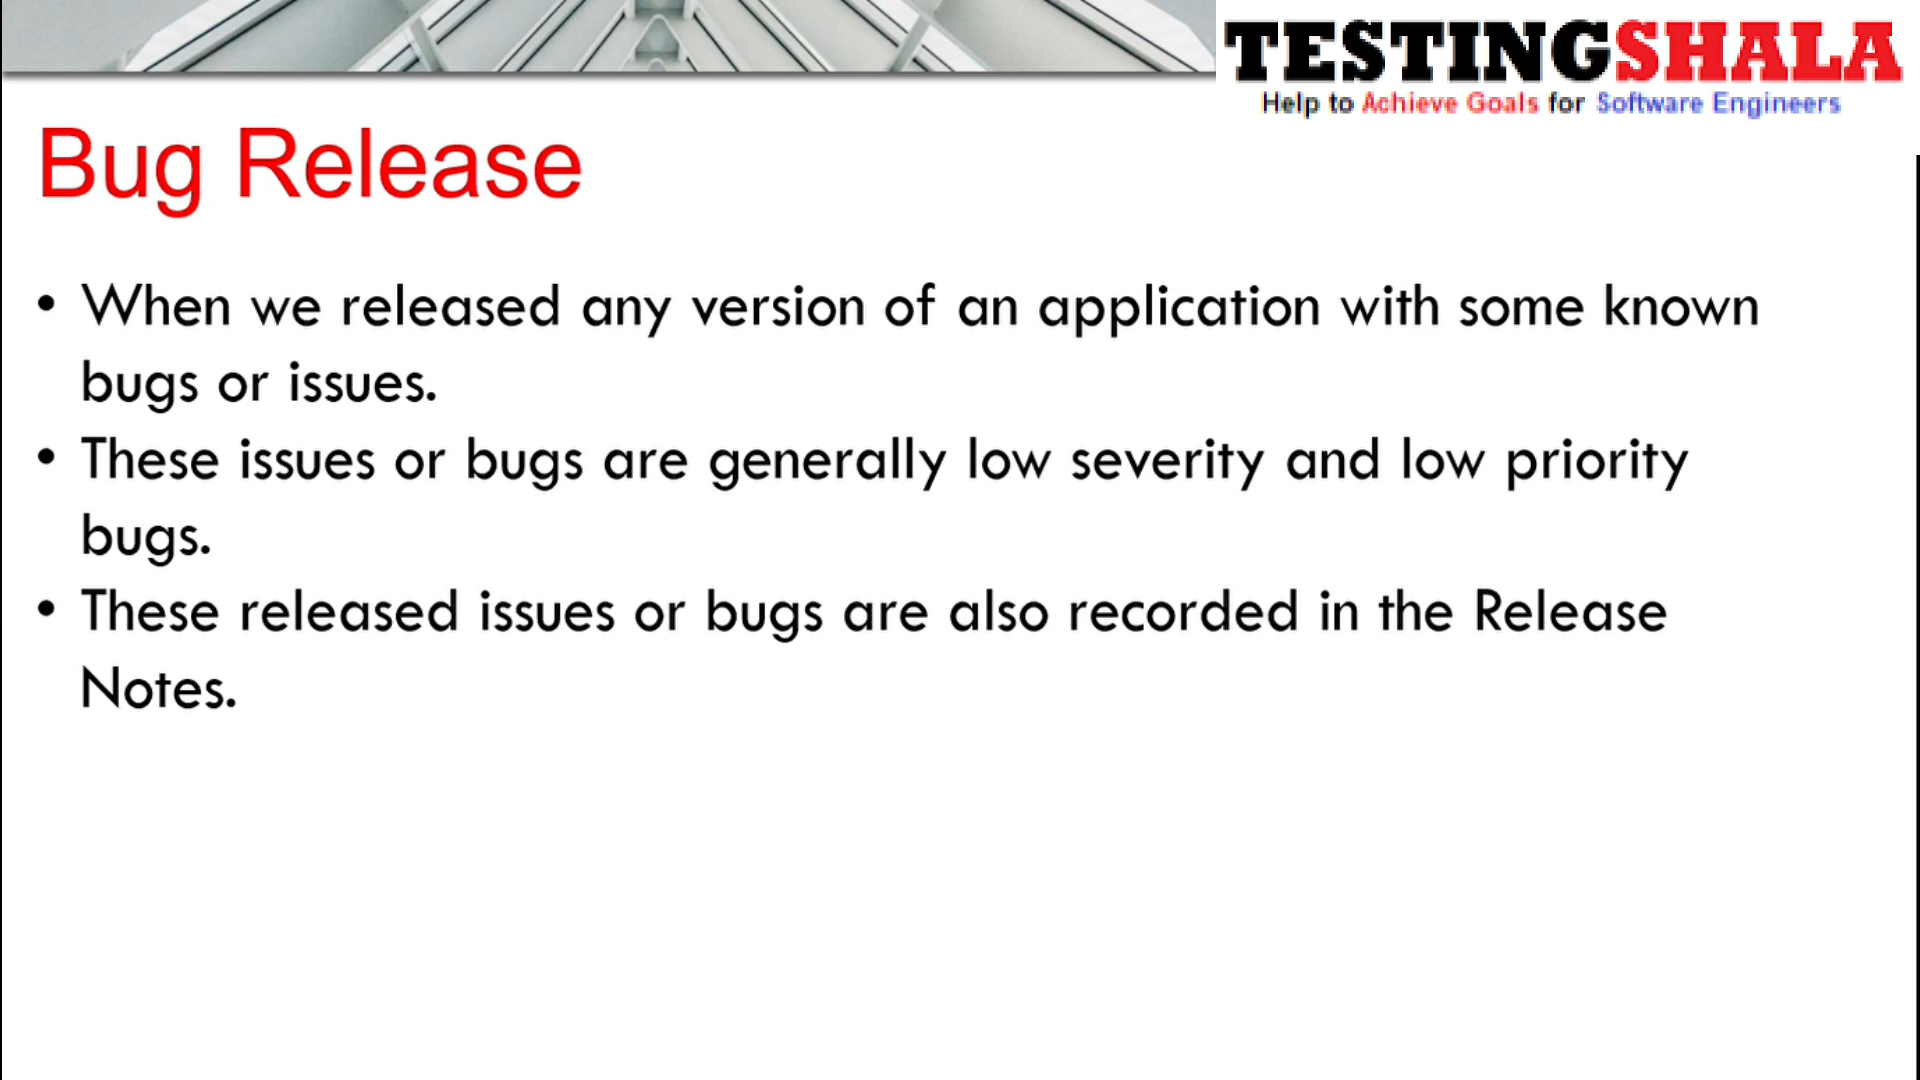 TESTINGSHALA
Help to Achieve Goals for Software Engineers
Bug Release
• When we released any version of an application with some known
bugs or issues.
• These issues or bugs are generally low severity and low priority
bugs.
• These released issues or bugs are also recorded in the Release
Notes.